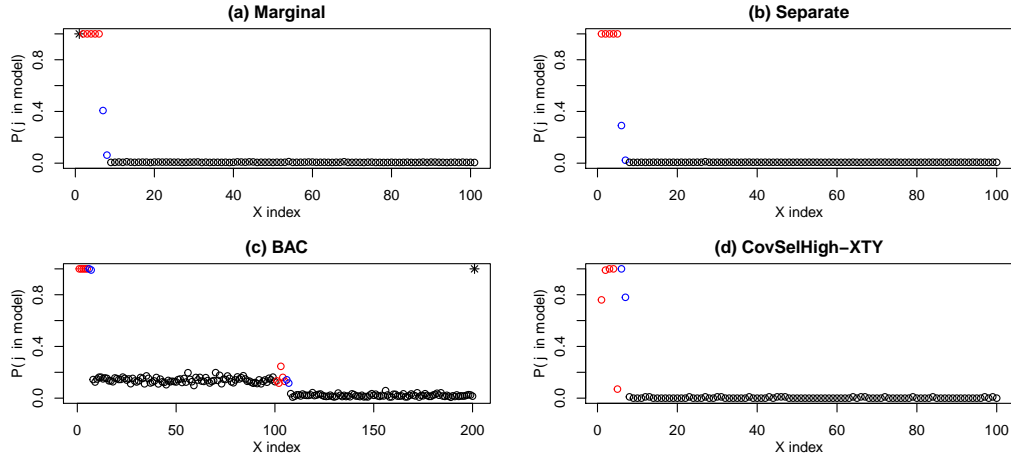 (a) Marginal
P( j in model)
0.0 0.4 0.8
0 20 40 60 80 100
X index
(b) Separate
P( j in model)
0.0 0.4 0.8
0 20 40 60 80 100
X index
(c) BAC
P( j in model)
0.0 0.4 0.8
0 50 100 150 200
X index
(d) CovSelHigh−XTY
P( j in model)
0.0 0.4 0.8
0 20 40 60 80 100
X index